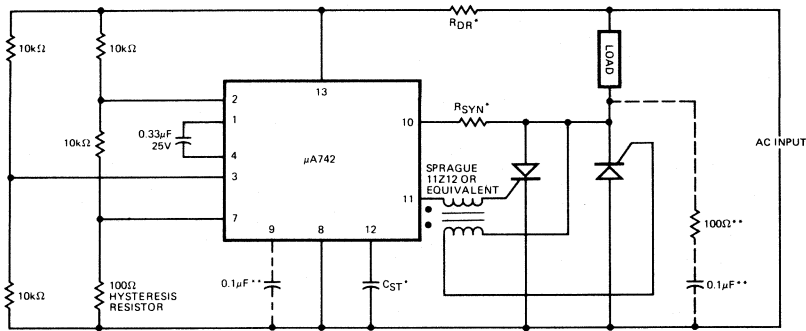 RDR*
10kΩ
10kΩ
LOAD
13
2
1
RSYN*
10
0.33µF
25V
10kΩ
AC INPUT
4
µA742
SPRAGUE
11Z12 OR
EQUIVALENT
3
11
7
9
8
12
100Ω**
10kΩ
100Ω
HYSTERESIS
RESISTOR
0.1µF**
CST*
0.1µF**